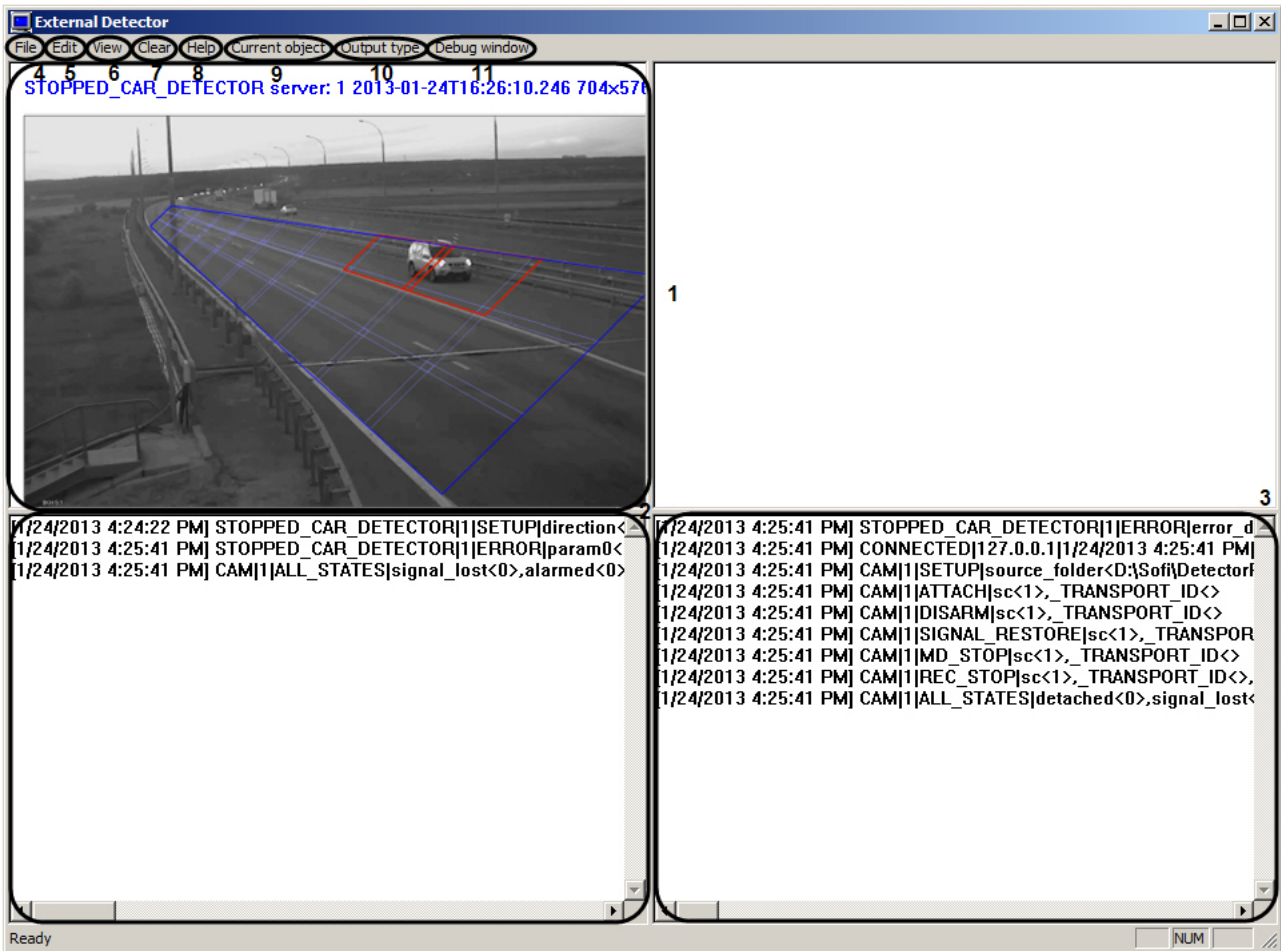 External Detector
File Edit View Clear Help Current object Output type Debug window
4 5 6 7 8 9 10 11
STOPPED_CAR_DETECTOR server: 1 2013-01-24T16:26:10.246 704x576
1
2
3
[1/24/2013 4:24:22 PM] STOPPED_CAR_DETECTOR|1|SETUP|direction<
[1/24/2013 4:25:41 PM] STOPPED_CAR_DETECTOR|1|ERROR|param0<
[1/24/2013 4:25:41 PM] CAM|1|ALL_STATES|signal_lost<0>,alarmed<0>
[1/24/2013 4:25:41 PM] STOPPED_CAR_DETECTOR|1|ERROR|error_d
[1/24/2013 4:25:41 PM] CONNECTED|127.0.0.1|1/24/2013 4:25:41 PM|
[1/24/2013 4:25:41 PM] CAM|1|SETUP|source_folder<D:\Sofi\Detector
[1/24/2013 4:25:41 PM] CAM|1|ATTACH|sc<1>,_TRANSPORT_ID<>
[1/24/2013 4:25:41 PM] CAM|1|DISARM|sc<1>,_TRANSPORT_ID<>
[1/24/2013 4:25:41 PM] CAM|1|SIGNAL_RESTORE|sc<1>,_TRANSPOR
[1/24/2013 4:25:41 PM] CAM|1|MD_STOP|sc<1>,_TRANSPORT_ID<>
[1/24/2013 4:25:41 PM] CAM|1|REC_STOP|sc<1>,_TRANSPORT_ID<>,
[1/24/2013 4:25:41 PM] CAM|1|ALL_STATES|detached<0>,signal_lost<
Ready
NUM